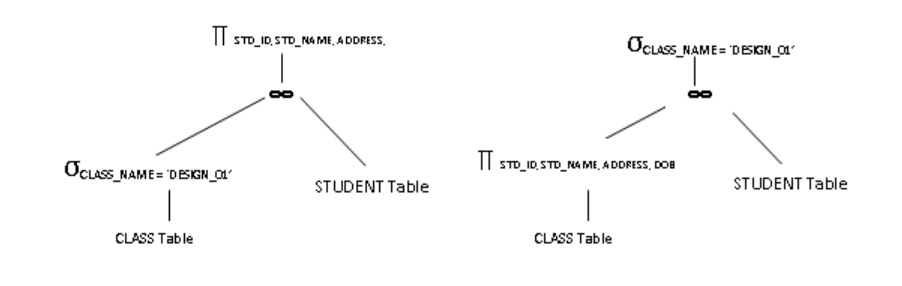 ∏ STD_ID, STD_NAME, ADDRESS,
∞
σCLASS_NAME = 'DESIGN_01'
STUDENT Table
CLASS Table
σCLASS_NAME = 'DESIGN_01'
∞
∏ STD_ID, STD_NAME, ADDRESS, DOB
STUDENT Table
CLASS Table